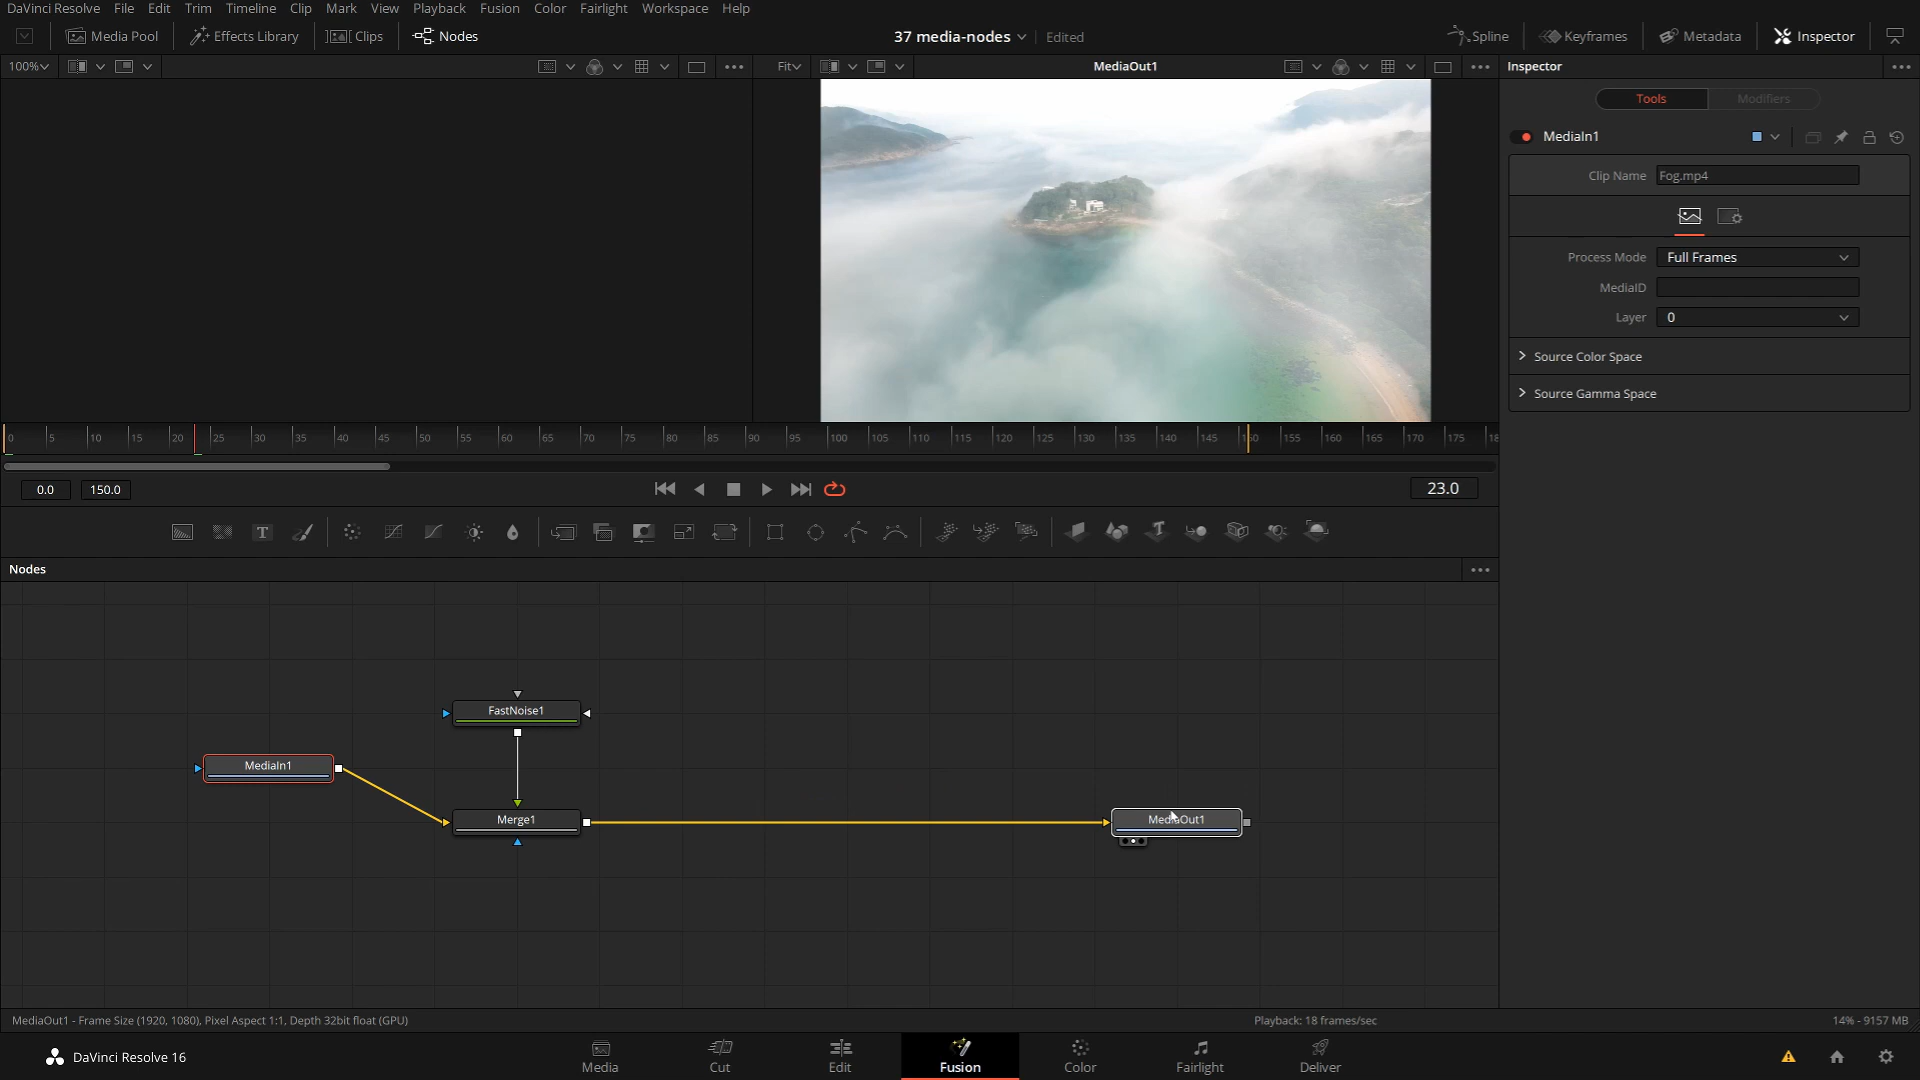 DaVinci Resolve File Edit Trim Timeline Clip Mark View Playback Fusion Color Fairlight Workspace Help
Media Pool Effects Library Clips Nodes 37 media-nodes Edited Spline Keyframes Metadata Inspector
100% Fit MediaOut1 Inspector
Tools Modifiers
MediaIn1
Clip Name Fog.mp4
Process Mode Full Frames
MediaID
Layer 0
Source Color Space
Source Gamma Space
0 5 10 15 20 25 30 35 40 45 50 55 60 65 70 75 80 85 90 95 100 105 110 115 120 125 130 135 140 145 150 155 160 165 170 175 18
0.0 150.0 23.0
T
Nodes
FastNoise1
MediaIn1
Merge1 MediaOut1
MediaOut1 - Frame Size (1920, 1080), Pixel Aspect 1:1, Depth 32bit float (GPU) Playback: 18 frames/sec 14% - 9157 MB
DaVinci Resolve 16 Media Cut Edit Fusion Color Fairlight Deliver